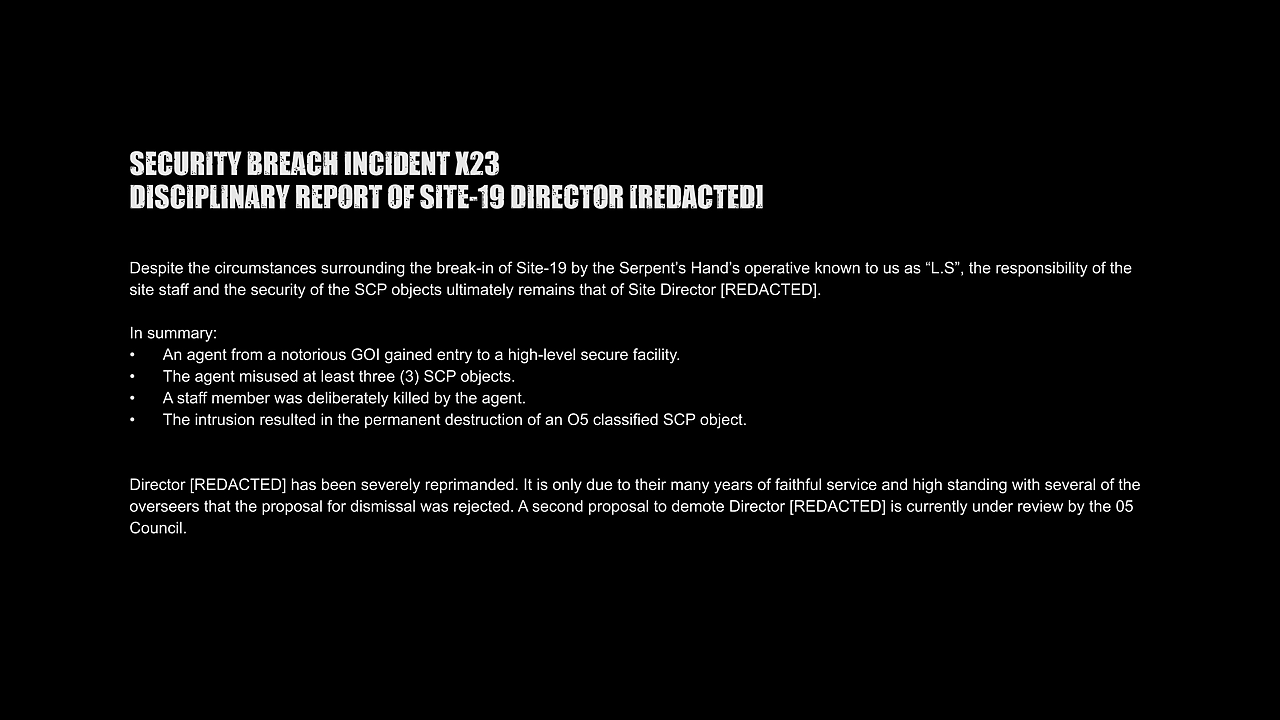 SECURITY BREACH INCIDENT X23
DISCIPLINARY REPORT OF SITE-19 DIRECTOR [REDACTED]
Despite the circumstances surrounding the break-in of Site-19 by the Serpent's Hand's operative known to us as “L.S”, the responsibility of the
site staff and the security of the SCP objects ultimately remains that of Site Director [REDACTED].
In summary:
• An agent from a notorious GOI gained entry to a high-level secure facility.
• The agent misused at least three (3) SCP objects.
• A staff member was deliberately killed by the agent.
• The intrusion resulted in the permanent destruction of an O5 classified SCP object.
Director [REDACTED] has been severely reprimanded. It is only due to their many years of faithful service and high standing with several of the
overseers that the proposal for dismissal was rejected. A second proposal to demote Director [REDACTED] is currently under review by the 05
Council.